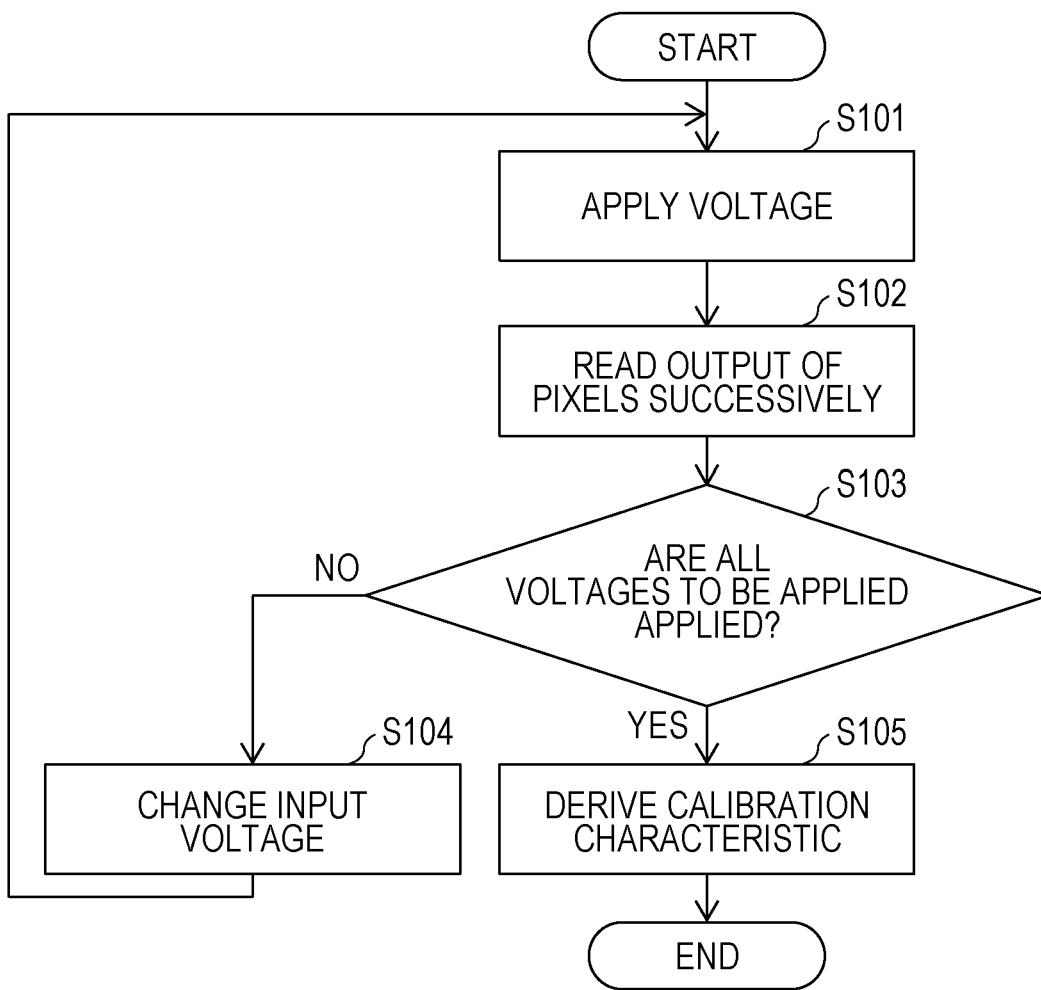 START
S101
APPLY VOLTAGE
S102
READ OUTPUT OF
PIXELS SUCCESSIVELY
S103
ARE ALL
VOLTAGES TO BE APPLIED
APPLIED?
NO
YES
S104
CHANGE INPUT
VOLTAGE
S105
DERIVE CALIBRATION
CHARACTERISTIC
END